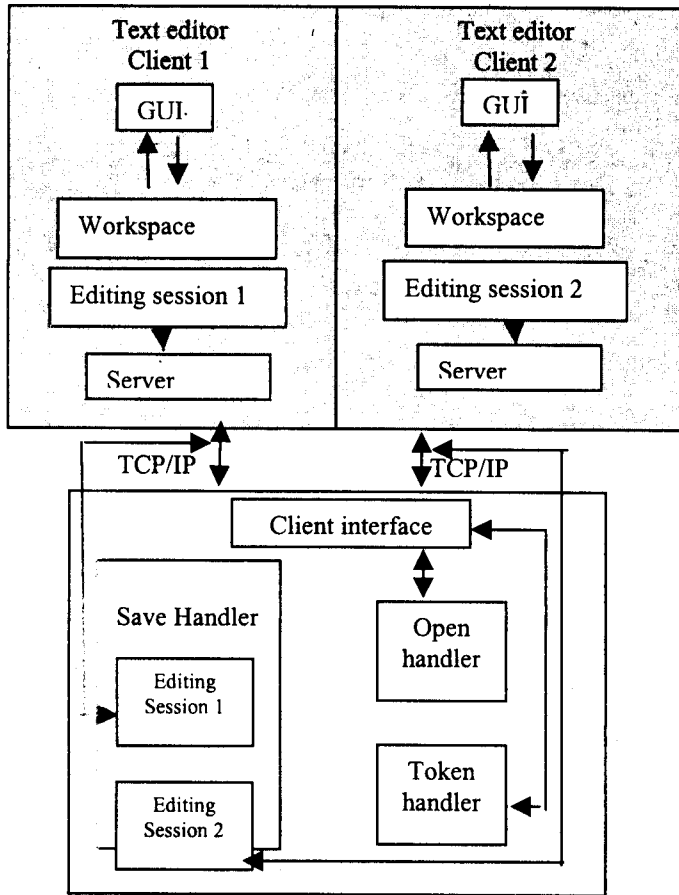 Text editor
Client 1
GUI
Workspace
Editing session 1
Server
Text editor
Client 2
GUI
Workspace
Editing session 2
Server
TCP/IP
TCP/IP
Client interface
Save Handler
Editing
Session 1
Editing
Session 2
Open
handler
Token
handler